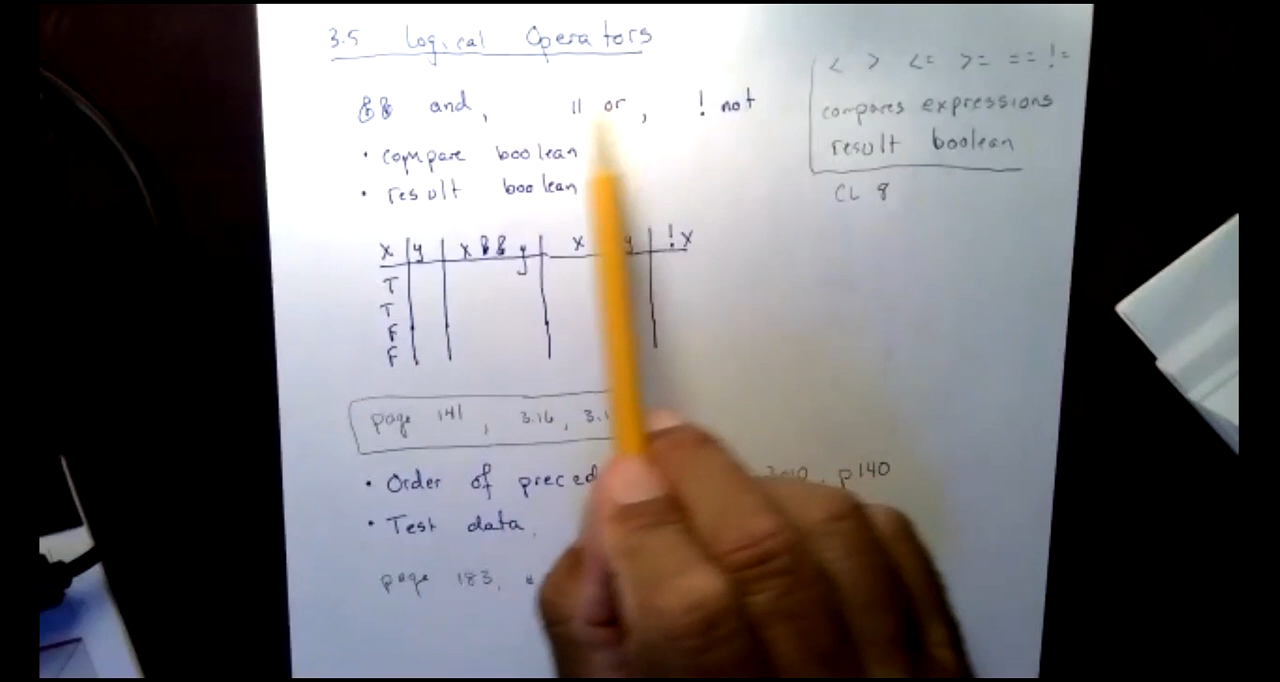 3.5 Logical Operators
&& and, || or, ! not
• compare boolean
• result boolean
< > <= >= == !=
compares expressions
result boolean
CL 8
x y x && y x y !x
T
T
F
F
page 141, 3.16,
• Order of p140
• Test data,
page 183,